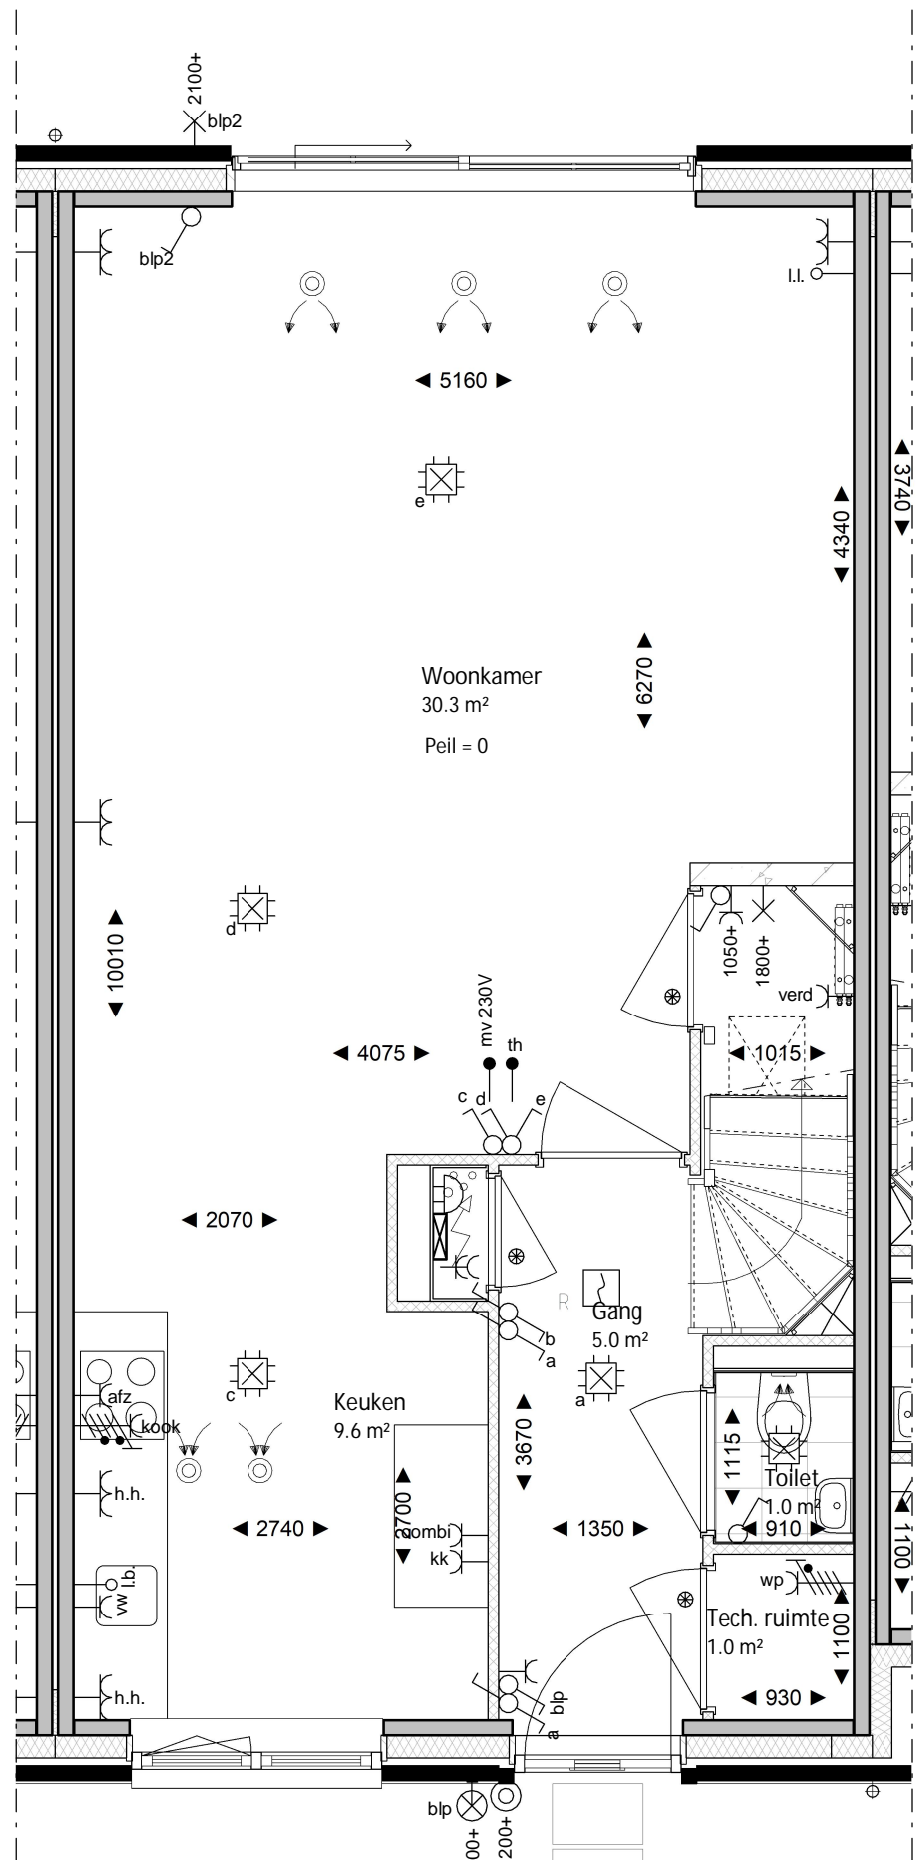 2100+
blp2
blp2
l.l.
5160
3740
e
4340
Woonkamer
30.3 m²
6270
Peil = 0
d
10010
1050+
1800+
verd
mv 230V
th
4075
1015
c
d
e
2070
R
Gang
5.0 m²
b
a
afz
c
Keuken
9.6 m²
a
kook
3670
1115
Toilet
1.0 m²
h.h.
2740
2700
kk
1350
910
1100
l.b.
vw
wp
Tech. ruimte
1.0 m²
1100
h.h.
blp
a
930
blp
00+
200+